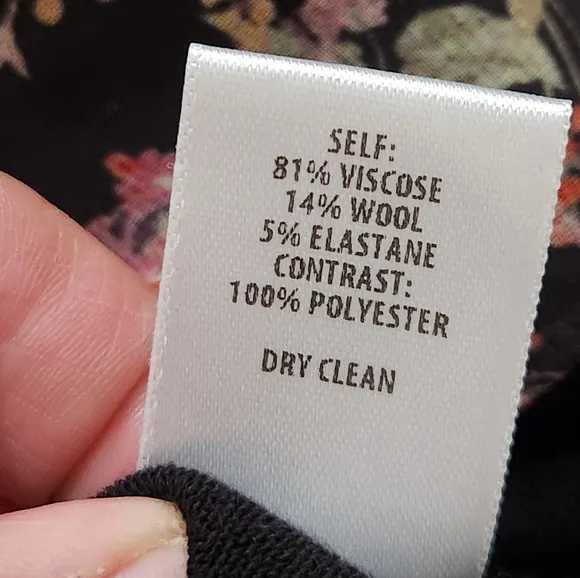 SELF:
81% VISCOSE
14% WOOL
5% ELASTANE
CONTRAST:
100% POLYESTER
DRY CLEAN